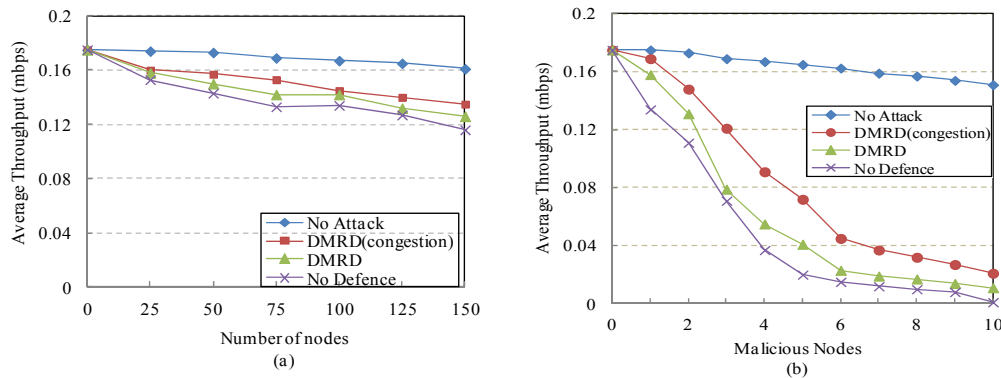 0.2
0.16
0.12
0.08
0.04
0
Average Throughput (mbps)
No Attack
DMRD(congestion)
DMRD
No Defence
0 25 50 75 100 125 150
Number of nodes
(a)
0.2
0.16
0.12
0.08
0.04
0
Average Throughput (mbps)
No Attack
DMRD(congestion)
DMRD
No Defence
0 2 4 6 8 10
Malicious Nodes
(b)